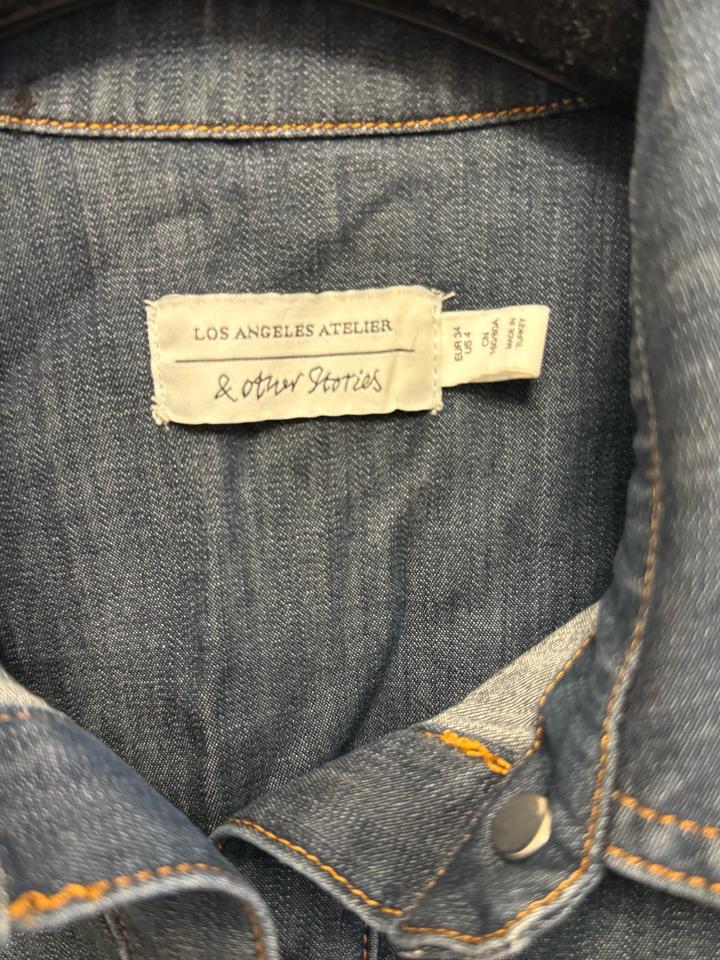 LOS ANGELES ATELIER
& other Stories
EUR 34
US 4
CN
160/80A
MADE IN
TURKEY